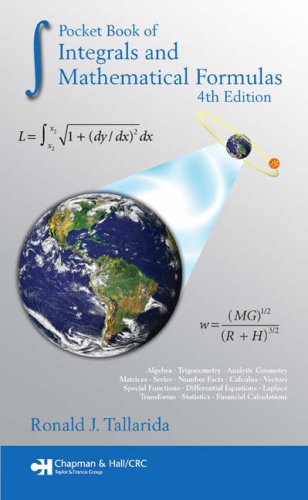 ∫ Pocket Book of
Integrals and
Mathematical Formulas
4th Edition
L=∫_{x₂}^{x₂} √(1 + (dy/dx)²) dx
w = (MG)^{1/2} / (R + H)^{3/2}
Algebra · Trigonometry · Analytic Geometry
Matrices · Series · Number Facts · Calculus · Vectors
Special Functions · Differential Equations · Laplace
Transforms · Statistics · Financial Calculations
Ronald J. Tallarida
Chapman & Hall/CRC
Taylor & Francis Group